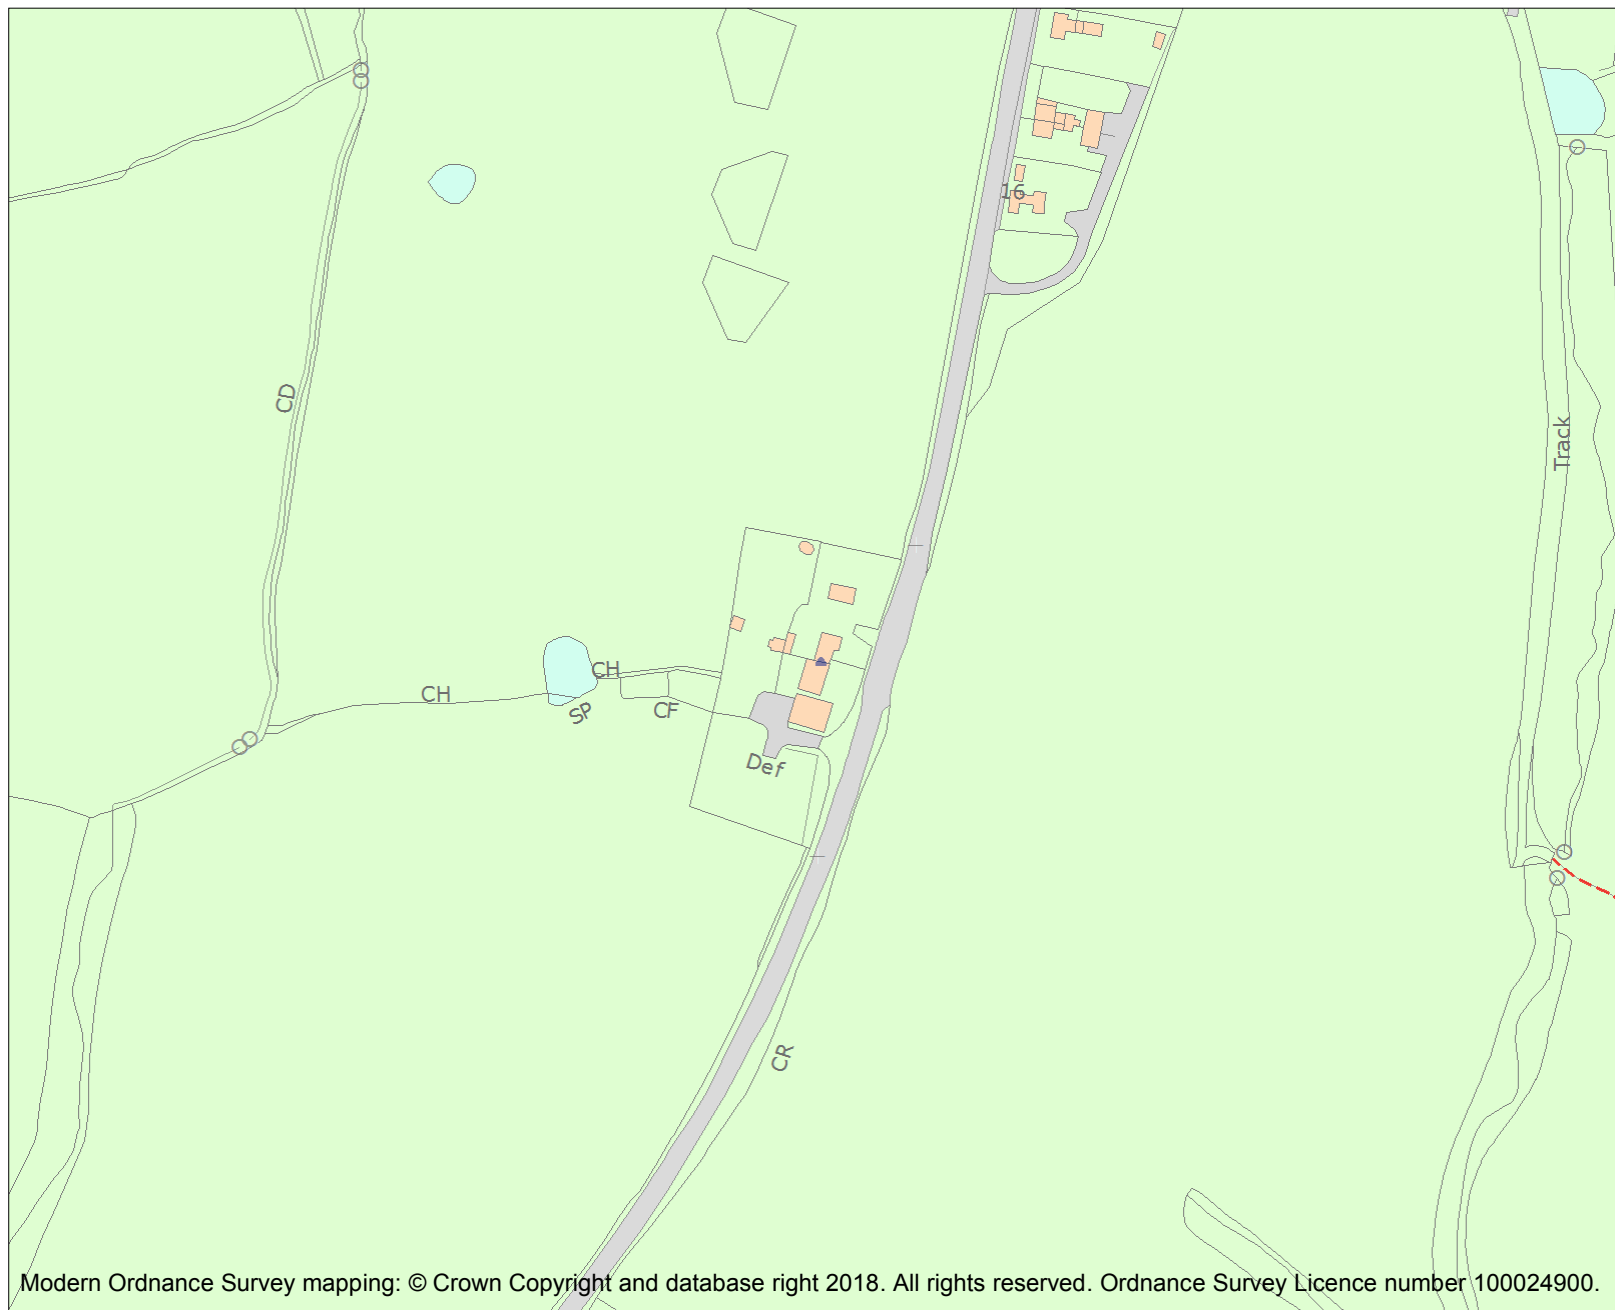 16
CD
Track
CH
CH
SP
CF
Def
CR
Modern Ordnance Survey mapping: © Crown Copyright and database right 2018. All rights reserved. Ordnance Survey Licence number 100024900.